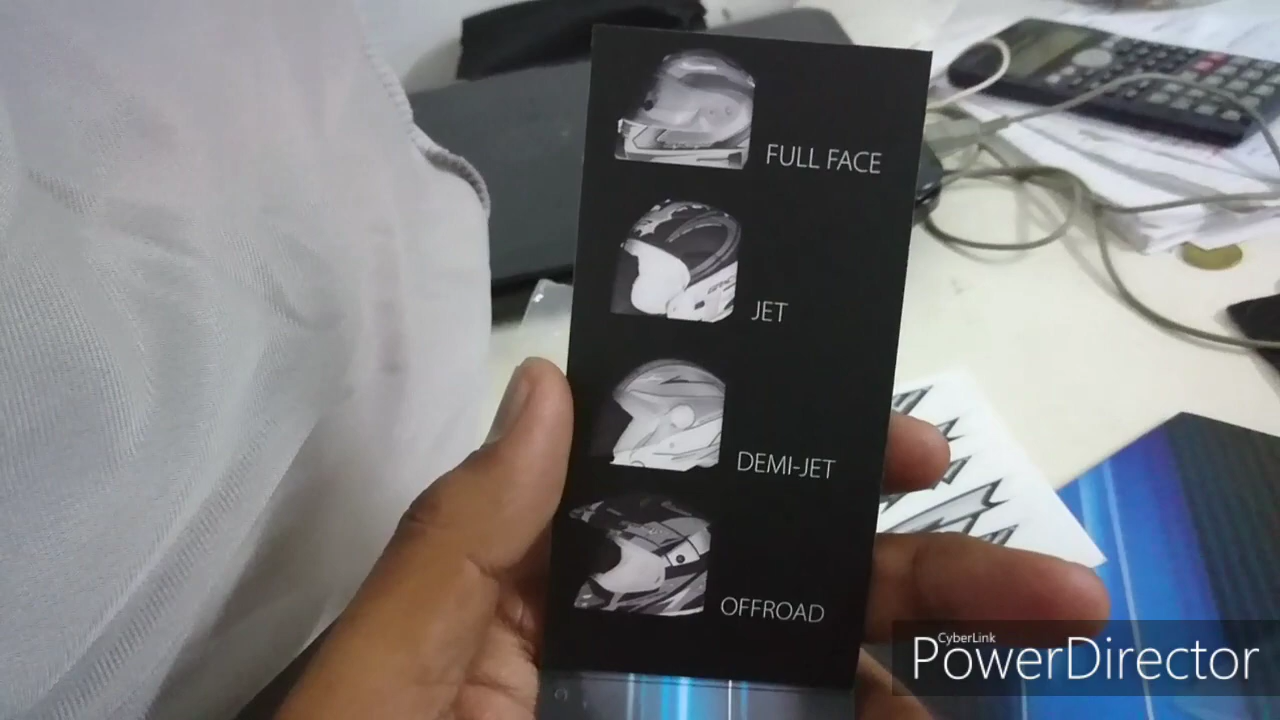 FULL FACE
JET
DEMI-JET
OFFROAD
CyberLink
PowerDirector